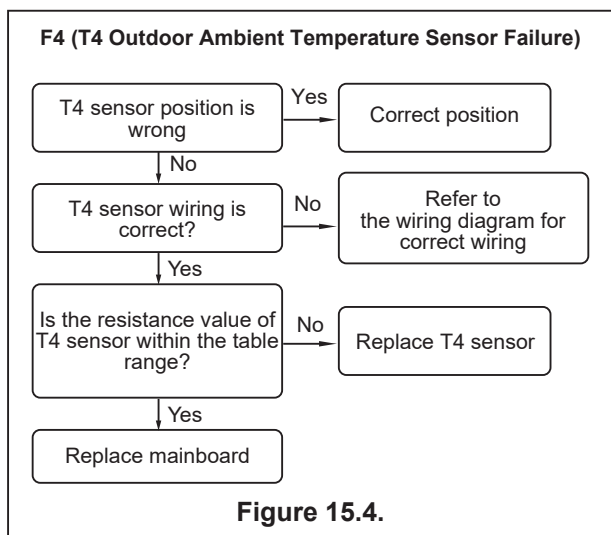 F4 (T4 Outdoor Ambient Temperature Sensor Failure)
T4 sensor position is
wrong
Yes
Correct position
No
T4 sensor wiring is
correct?
No
Refer to
the wiring diagram for
correct wiring
Yes
Is the resistance value of
T4 sensor within the table
range?
No
Replace T4 sensor
Yes
Replace mainboard
Figure 15.4.